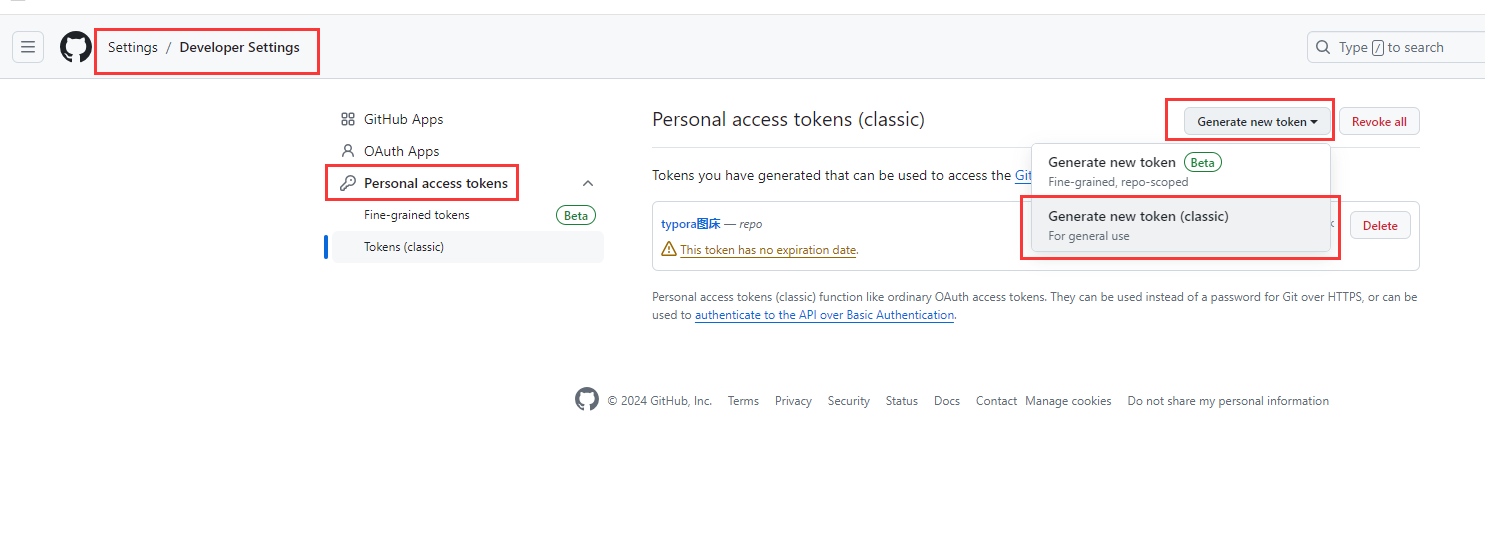 Settings / Developer Settings
Type / to search
GitHub Apps
OAuth Apps
Personal access tokens
Fine-grained tokens Beta
Tokens (classic)
Personal access tokens (classic)
Generate new token
Revoke all
Generate new token Beta
Fine-grained, repo-scoped
Generate new token (classic)
For general use
Tokens you have generated that can be used to access the Git
typora图床 — repo
Delete
This token has no expiration date.
Personal access tokens (classic) function like ordinary OAuth access tokens. They can be used instead of a password for Git over HTTPS, or can be
used to authenticate to the API over Basic Authentication.
© 2024 GitHub, Inc. Terms Privacy Security Status Docs Contact Manage cookies Do not share my personal information